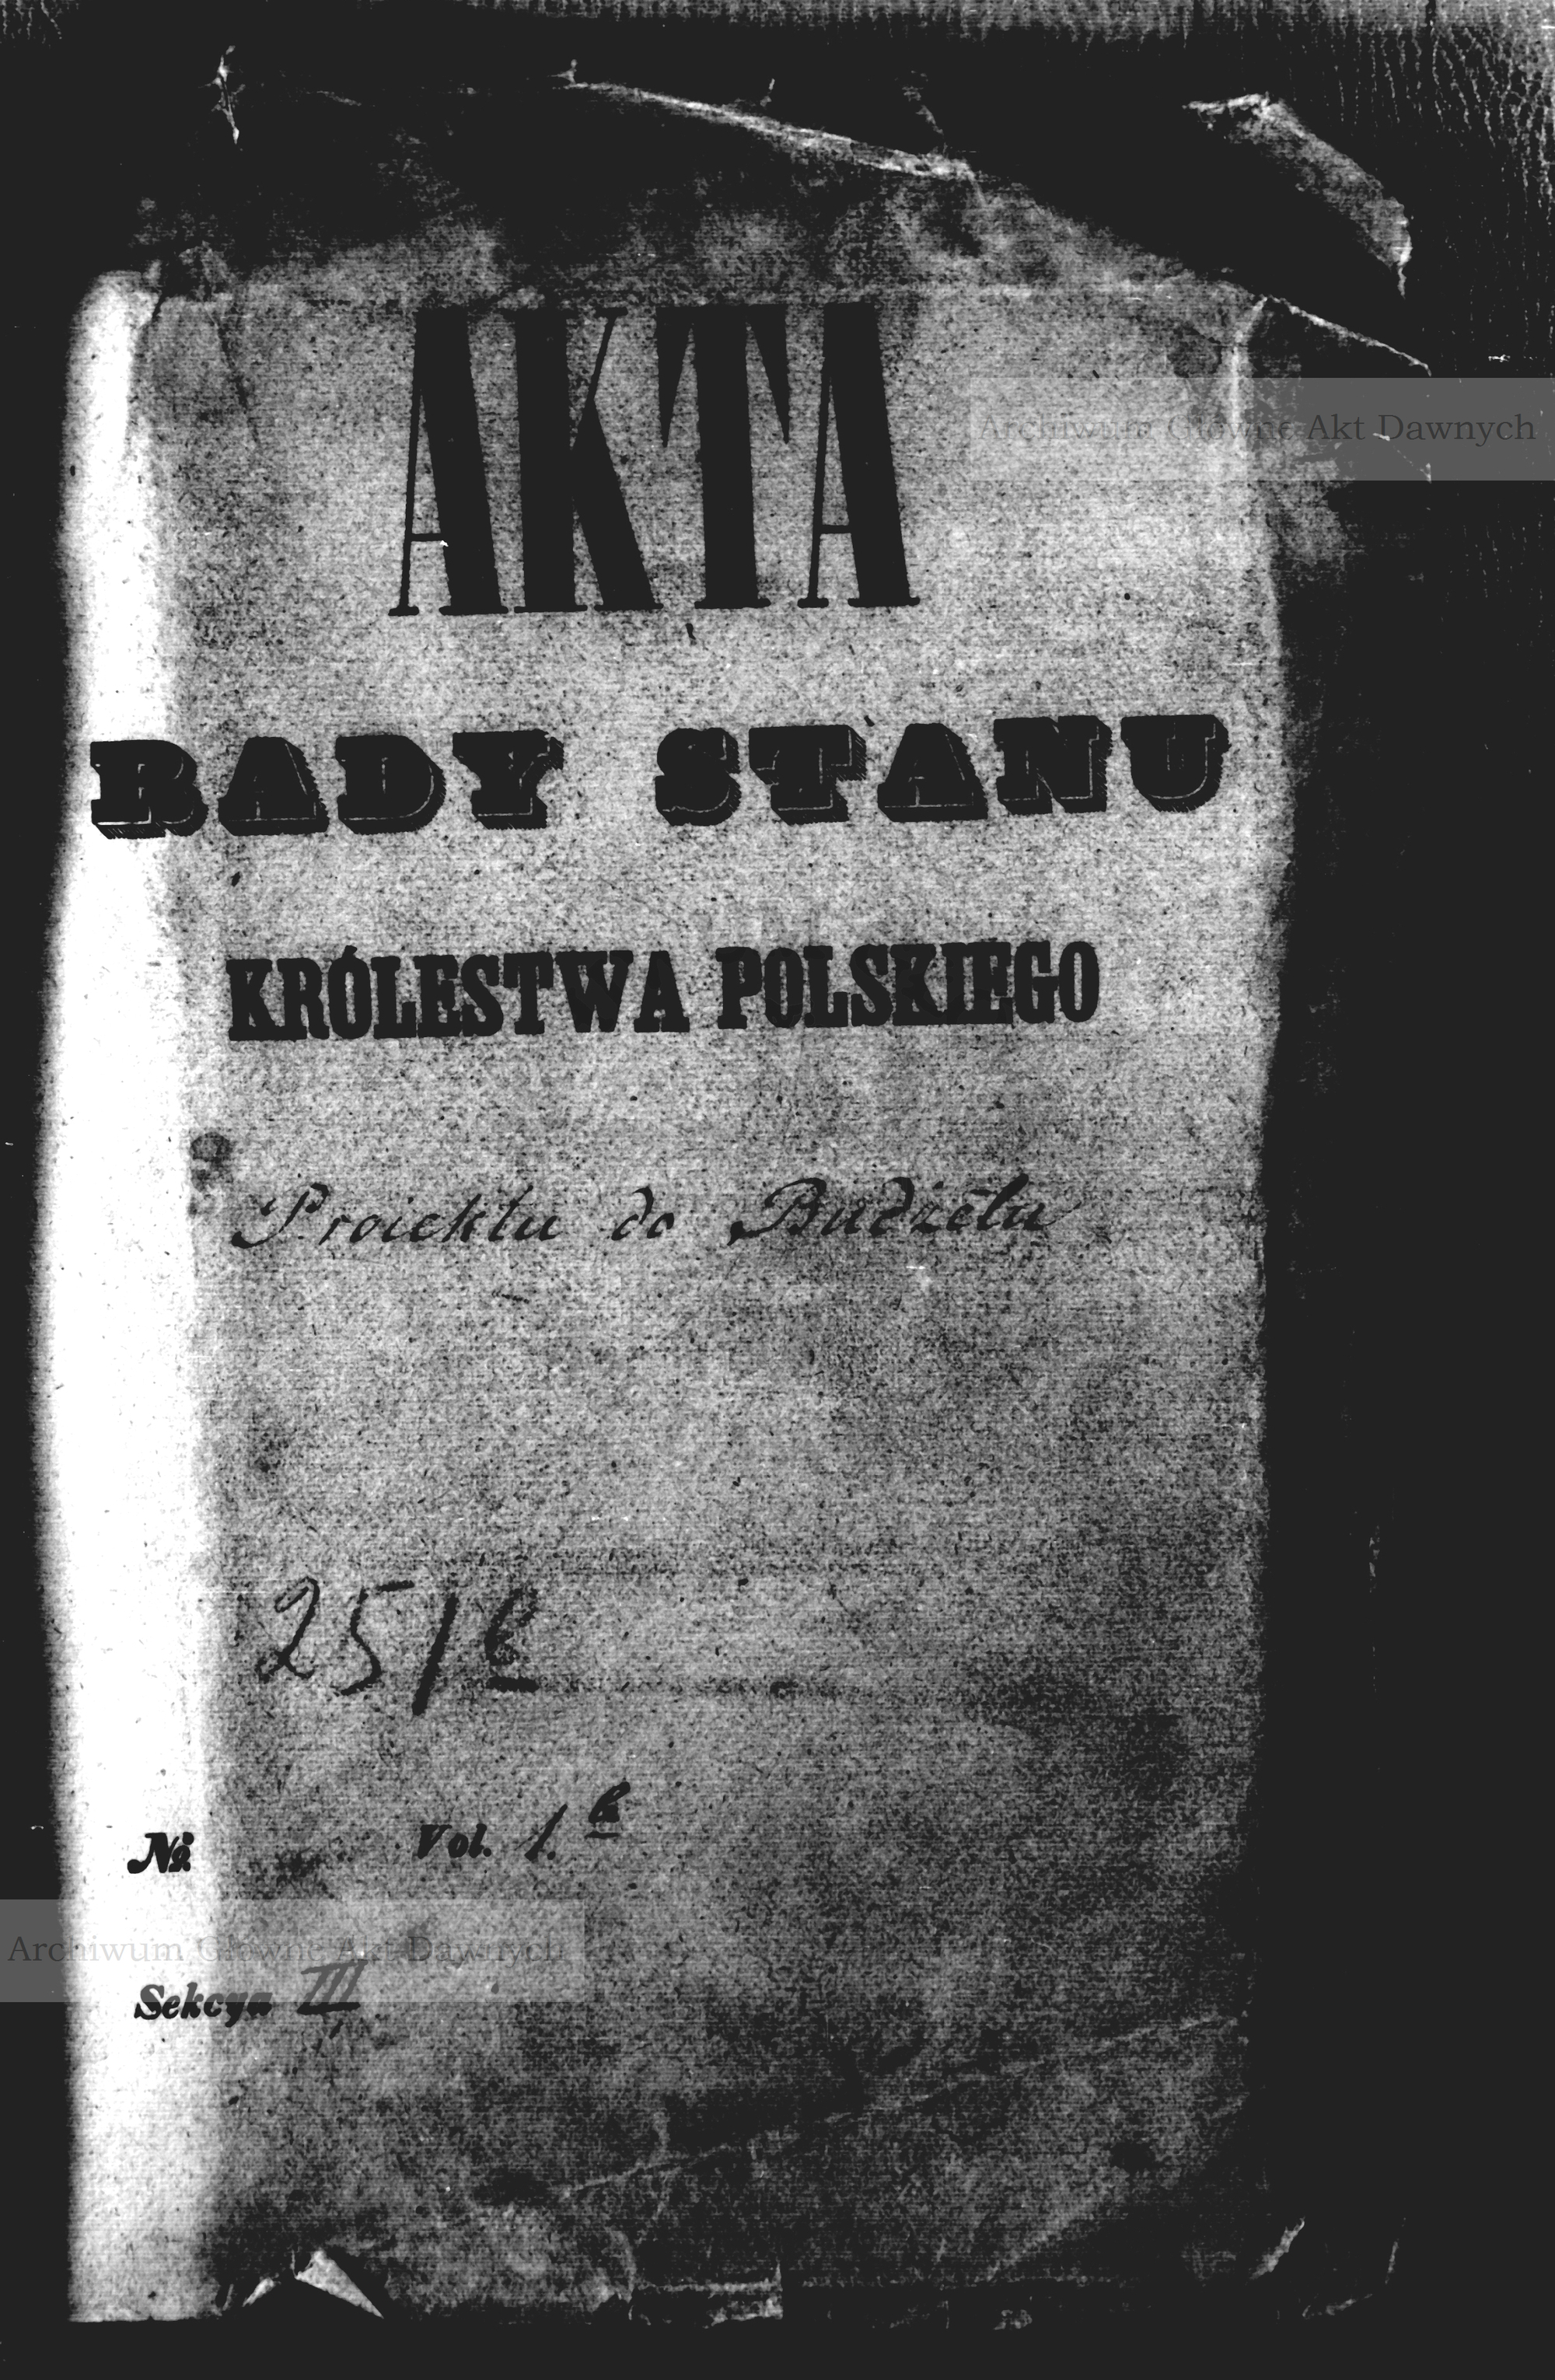 AKTA
Archiwum Główne Akt Dawnych
RADY STANU
KRÓLESTWA POLSKIEGO
Proiektu do Budżetu
25/b
№ Vol. 1. b
Archiwum Główne Akt Dawnych
Sekcya III